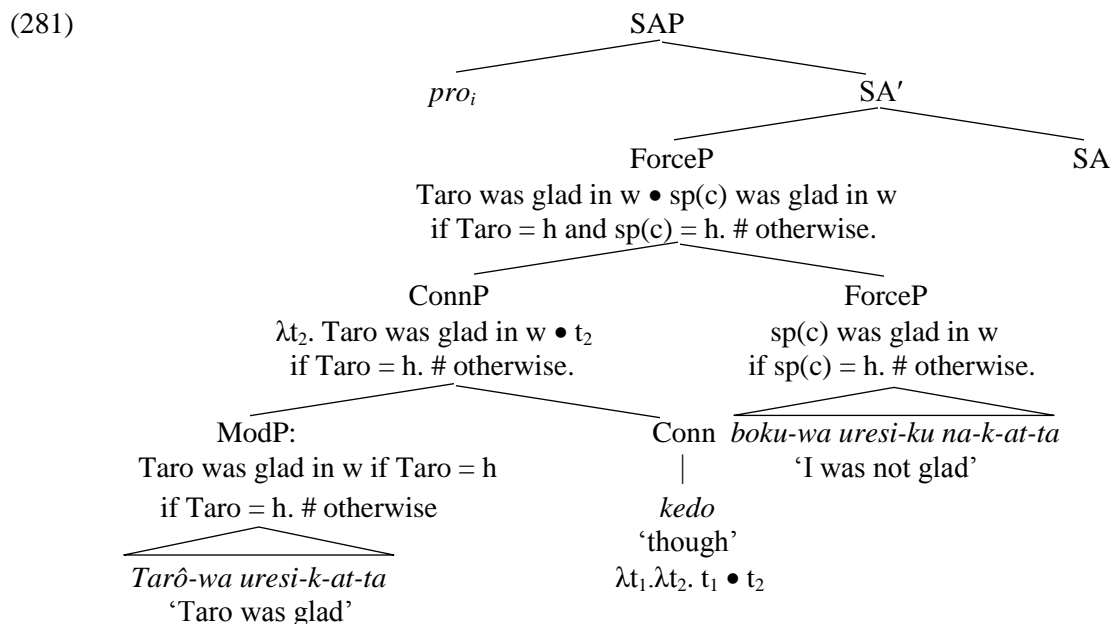 (281)
SAP
pro_i
SA′
ForceP
SA
Taro was glad in w • sp(c) was glad in w
if Taro = h and sp(c) = h. # otherwise.
ConnP
ForceP
λt₂. Taro was glad in w • t₂
sp(c) was glad in w
if Taro = h. # otherwise.
if sp(c) = h. # otherwise.
ModP:
Conn
boku-wa uresi-ku na-k-at-ta
Taro was glad in w if Taro = h
‘I was not glad’
if Taro = h. # otherwise
kedo
‘though’
Tarô-wa uresi-k-at-ta
λt₁.λt₂. t₁ • t₂
‘Taro was glad’